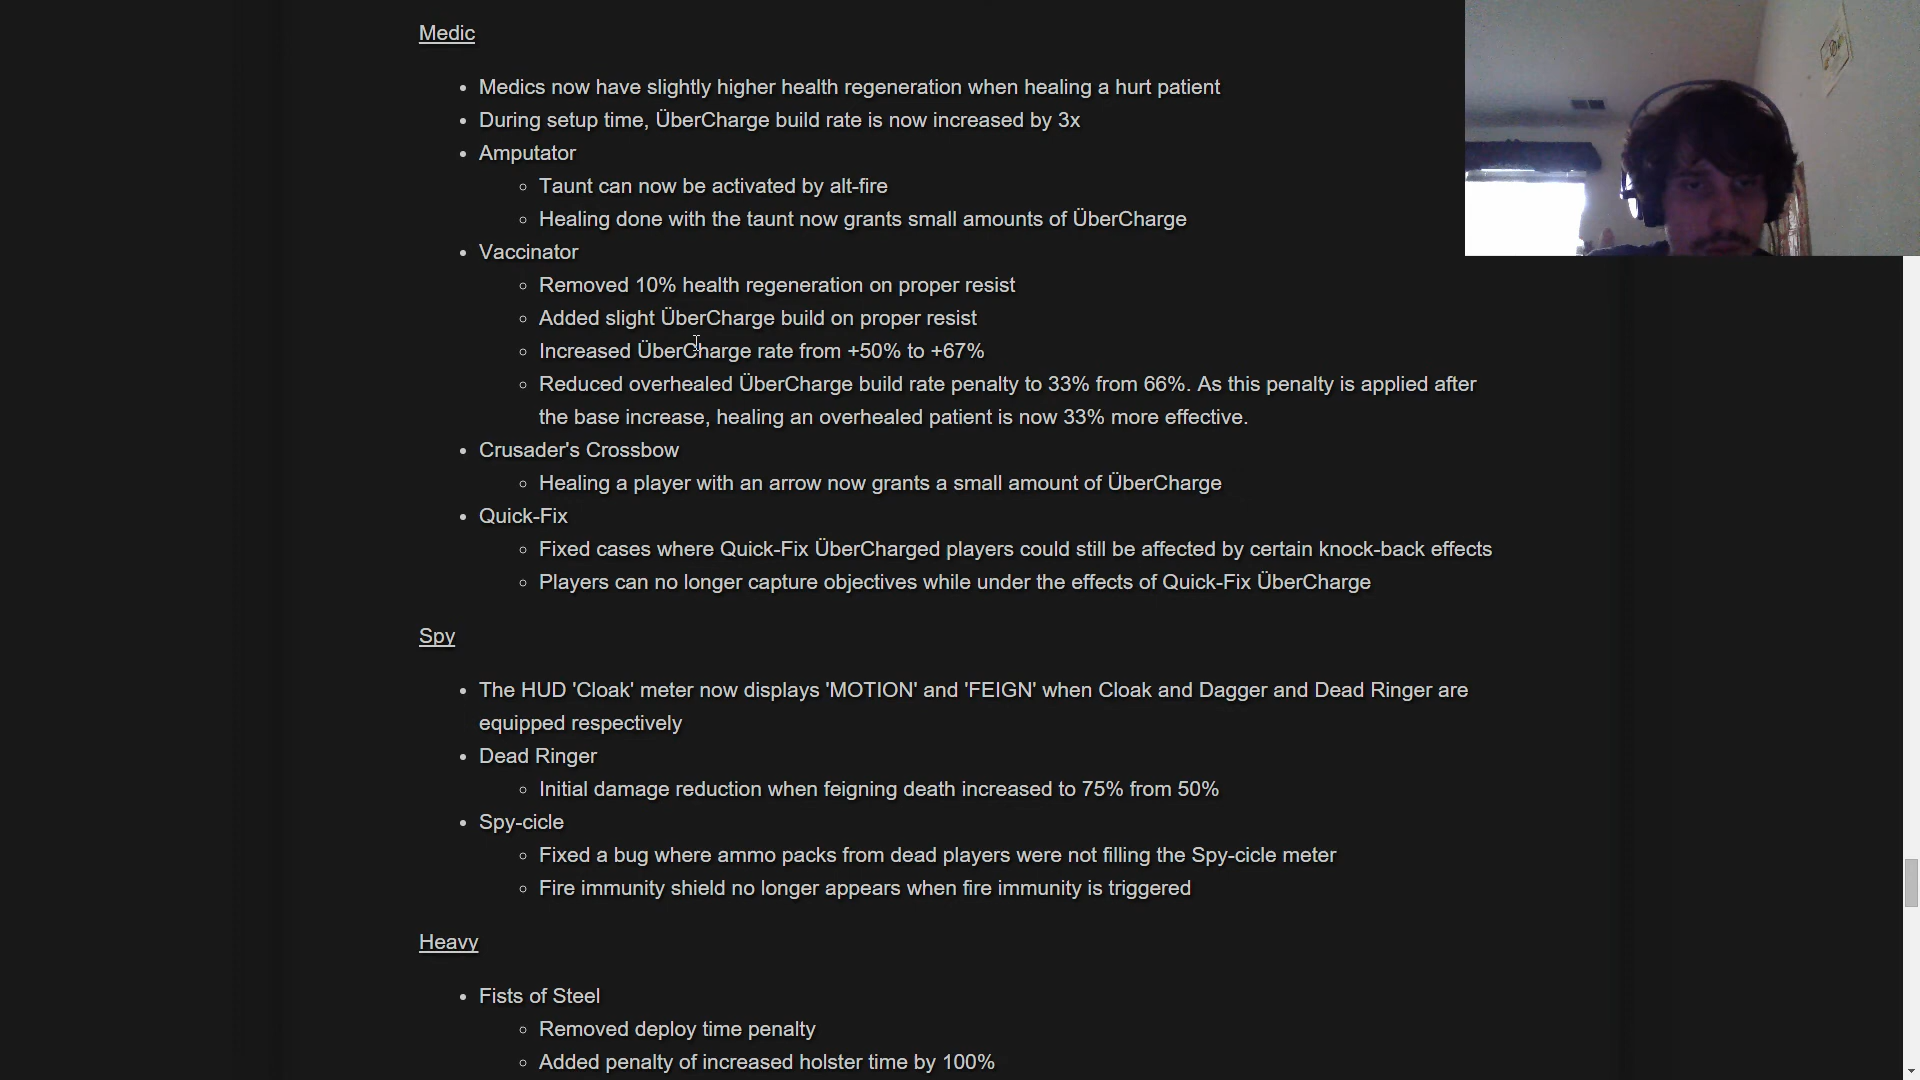 Medic
Medics now have slightly higher health regeneration when healing a hurt patient
During setup time, ÜberCharge build rate is now increased by 3x
Amputator
Taunt can now be activated by alt-fire
Healing done with the taunt now grants small amounts of ÜberCharge
Vaccinator
Removed 10% health regeneration on proper resist
Added slight ÜberCharge build on proper resist
Increased ÜberCharge rate from +50% to +67%
Reduced overhealed ÜberCharge build rate penalty to 33% from 66%. As this penalty is applied after
the base increase, healing an overhealed patient is now 33% more effective.
Crusader's Crossbow
Healing a player with an arrow now grants a small amount of ÜberCharge
Quick-Fix
Fixed cases where Quick-Fix ÜberCharged players could still be affected by certain knock-back effects
Players can no longer capture objectives while under the effects of Quick-Fix ÜberCharge
Spy
The HUD 'Cloak' meter now displays 'MOTION' and 'FEIGN' when Cloak and Dagger and Dead Ringer are
equipped respectively
Dead Ringer
Initial damage reduction when feigning death increased to 75% from 50%
Spy-cicle
Fixed a bug where ammo packs from dead players were not filling the Spy-cicle meter
Fire immunity shield no longer appears when fire immunity is triggered
Heavy
Fists of Steel
Removed deploy time penalty
Added penalty of increased holster time by 100%